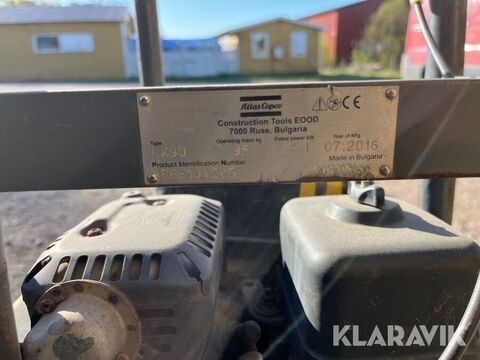 Atlas Copco
Construction Tools EOOD
7000 Ruse, Bulgaria
Type Operating mass kg Rated power kW Year of Mfg.
07.2016
Product Identification Number Made in Bulgaria
CE
KLARAVIK